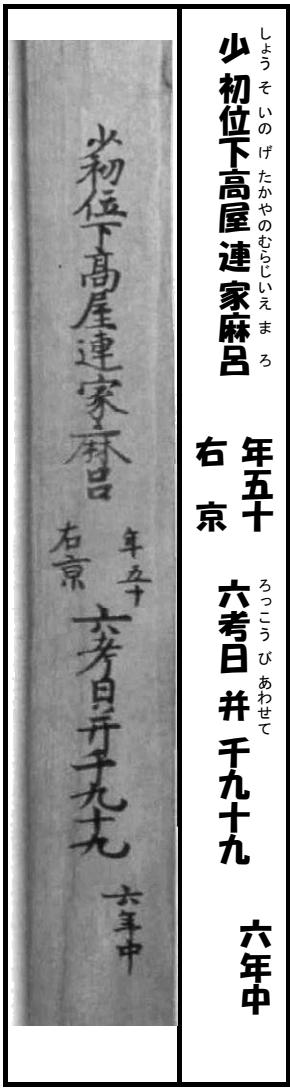 しょう そ いの げ たかやのむらじいえ ま ろ
少初位下高屋連家麻呂
年五十
右京
ろっこう び あわせて
六考日并千九十九
六年中
少初位下高屋連家麻呂
年五十
右京
六考日并千九十九
六年中